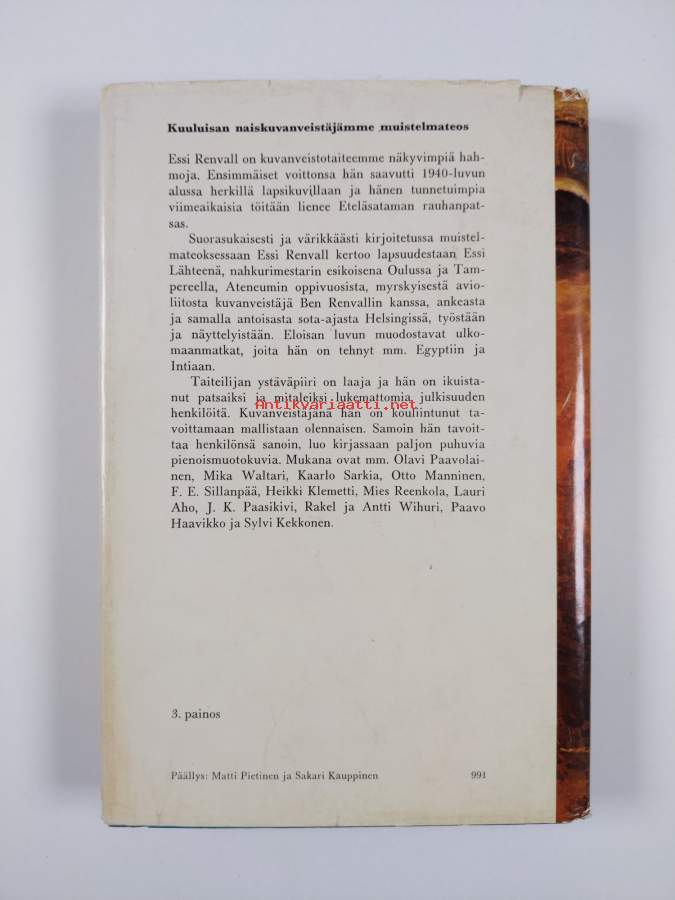 Kuuluisan naiskuvanveistäjämme muistelmateos
Essi Renvall on kuvanveistotaiteemme näkyvimpiä hah-
moja. Ensimmäiset voittonsa hän saavutti 1940-luvun
alussa herkillä lapsikuvillaan ja hänen tunnetuimpia
viimeaikaisia töitään lienee Eteläsataman rauhanpat-
sas.
Suorasukaisesti ja värikkäästi kirjoitetussa muistel-
mateoksessaan Essi Renvall kertoo lapsuudestaan Essi
Lähteenä, nahkurimestarin esikoisena Oulussa ja Tam-
pereella, Ateneumin oppivuosista, myrskyisestä avio-
liitosta kuvanveistäjä Ben Renvallin kanssa, ankeasta
ja samalla antoisasta sota-ajasta Helsingissä, työstään
ja näyttelyistään. Eloisan luvun muodostavat ulko-
maanmatkat, joita hän on tehnyt mm. Egyptiin ja
Intiaan.
Taiteilijan ystäväpiiri on laaja ja hän on ikuista-
nut patsaiksi ja mitaleiksi lukemattomia julkisuuden
Antikvariaatti.net
henkilöitä. Kuvanveistäjänä hän on kouliintunut ta-
voittamaan mallistaan olennaisen. Samoin hän tavoit-
taa henkilönsä sanoin, luo kirjassaan paljon puhuvia
pienoismuotokuvia. Mukana ovat mm. Olavi Paavolai-
nen, Mika Waltari, Kaarlo Sarkia, Otto Manninen,
F. E. Sillanpää, Heikki Klemetti, Mies Reenkola, Lauri
Aho, J. K. Paasikivi, Rakel ja Antti Wihuri, Paavo
Haavikko ja Sylvi Kekkonen.
3. painos
Päällys: Matti Pietinen ja Sakari Kauppinen 991